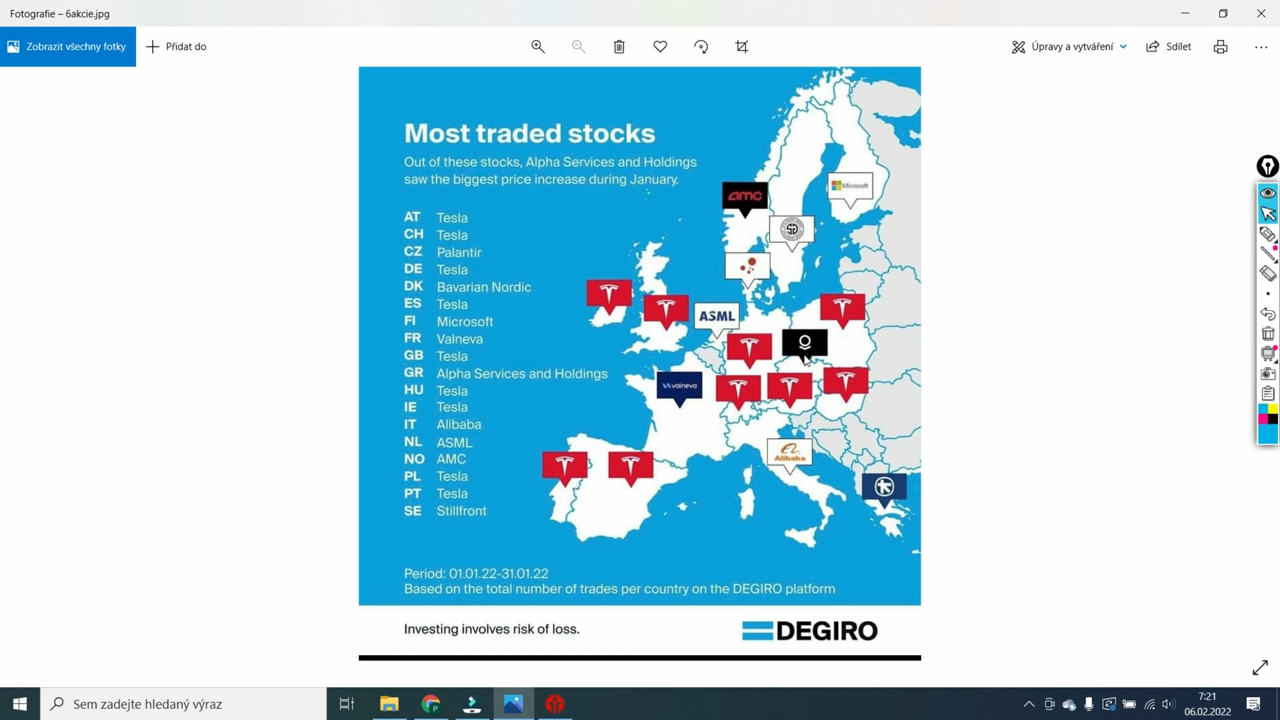 Fotografie – 6akcie.jpg
Zobrazit všechny fotky
Přidat do
Úpravy a vytváření
Sdílet
Most traded stocks
Out of these stocks, Alpha Services and Holdings
saw the biggest price increase during January.
amc
Microsoft
AT Tesla
CH Tesla
CZ Palantir
DE Tesla
DK Bavarian Nordic
ES Tesla
ASML
FI Microsoft
FR Valneva
GB Tesla
GR Alpha Services and Holdings
valneva
HU Tesla
IE Tesla
IT Alibaba
NL ASML
Alibaba
NO AMC
PL Tesla
PT Tesla
SE Stillfront
Period: 01.01.22-31.01.22
Based on the total number of trades per country on the DEGIRO platform
Investing involves risk of loss.
DEGIRO
Sem zadejte hledaný výraz
7:21
06.02.2022